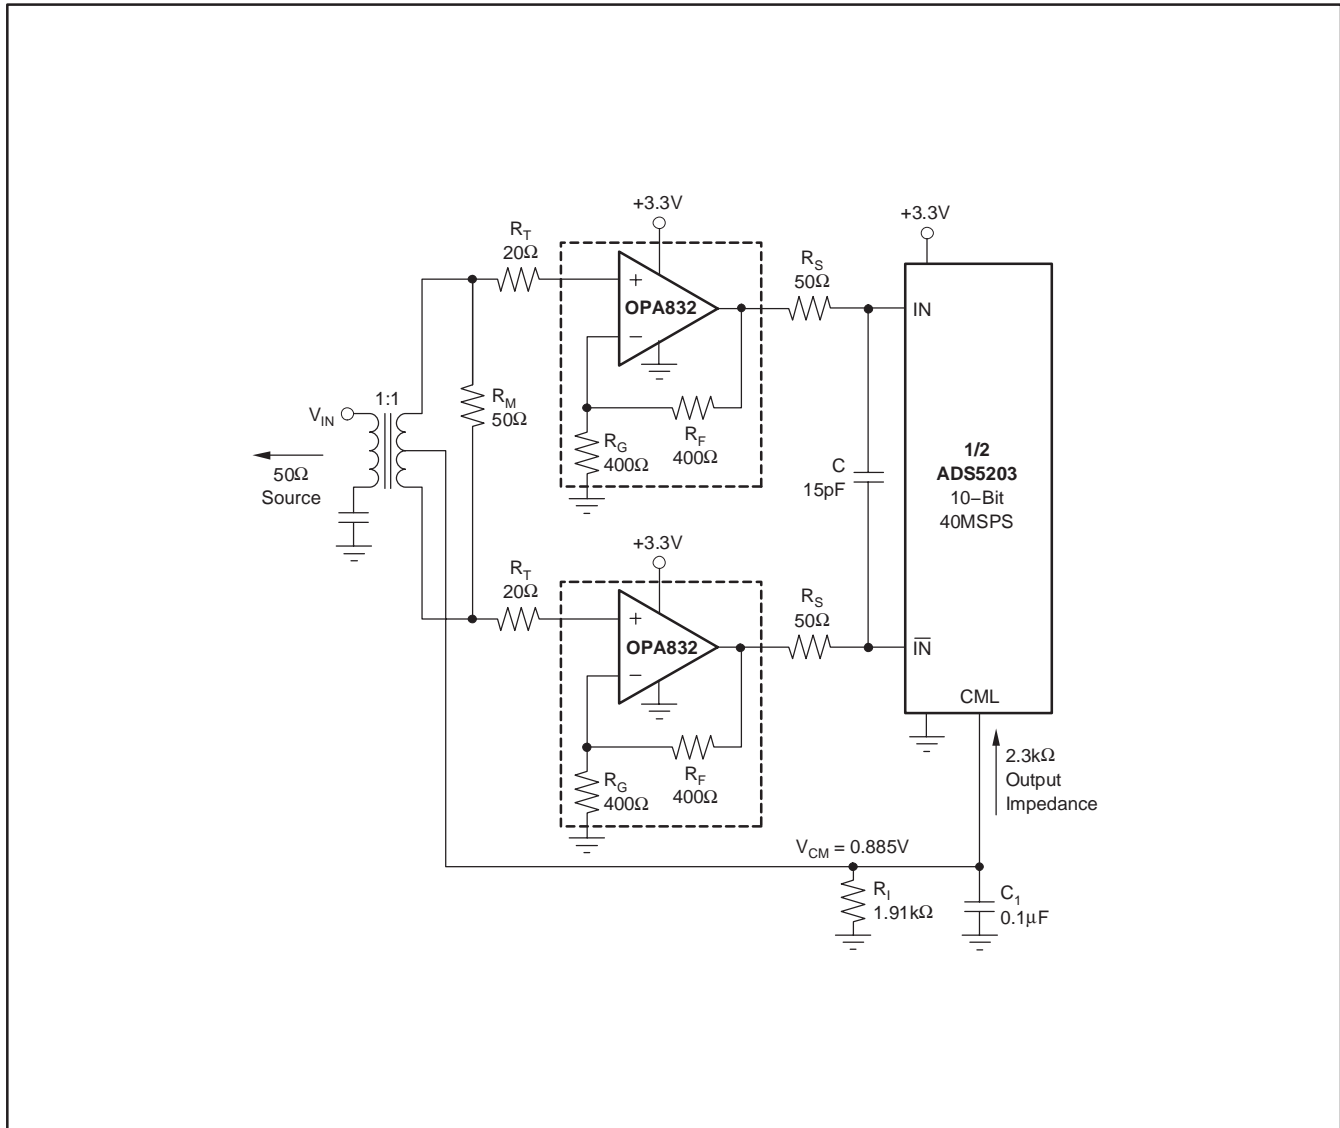 +3.3V
R_T
20Ω
+
OPA832
−
R_S
50Ω
+3.3V
IN
1:1
V_IN
50Ω
Source
R_M
50Ω
R_G
400Ω
R_F
400Ω
C
15pF
1/2
ADS5203
10−Bit
40MSPS
+3.3V
R_T
20Ω
+
OPA832
−
R_S
50Ω
I̅N̅
CML
R_G
400Ω
R_F
400Ω
2.3kΩ
Output
Impedance
V_CM = 0.885V
R_I
1.91kΩ
C_1
0.1μF